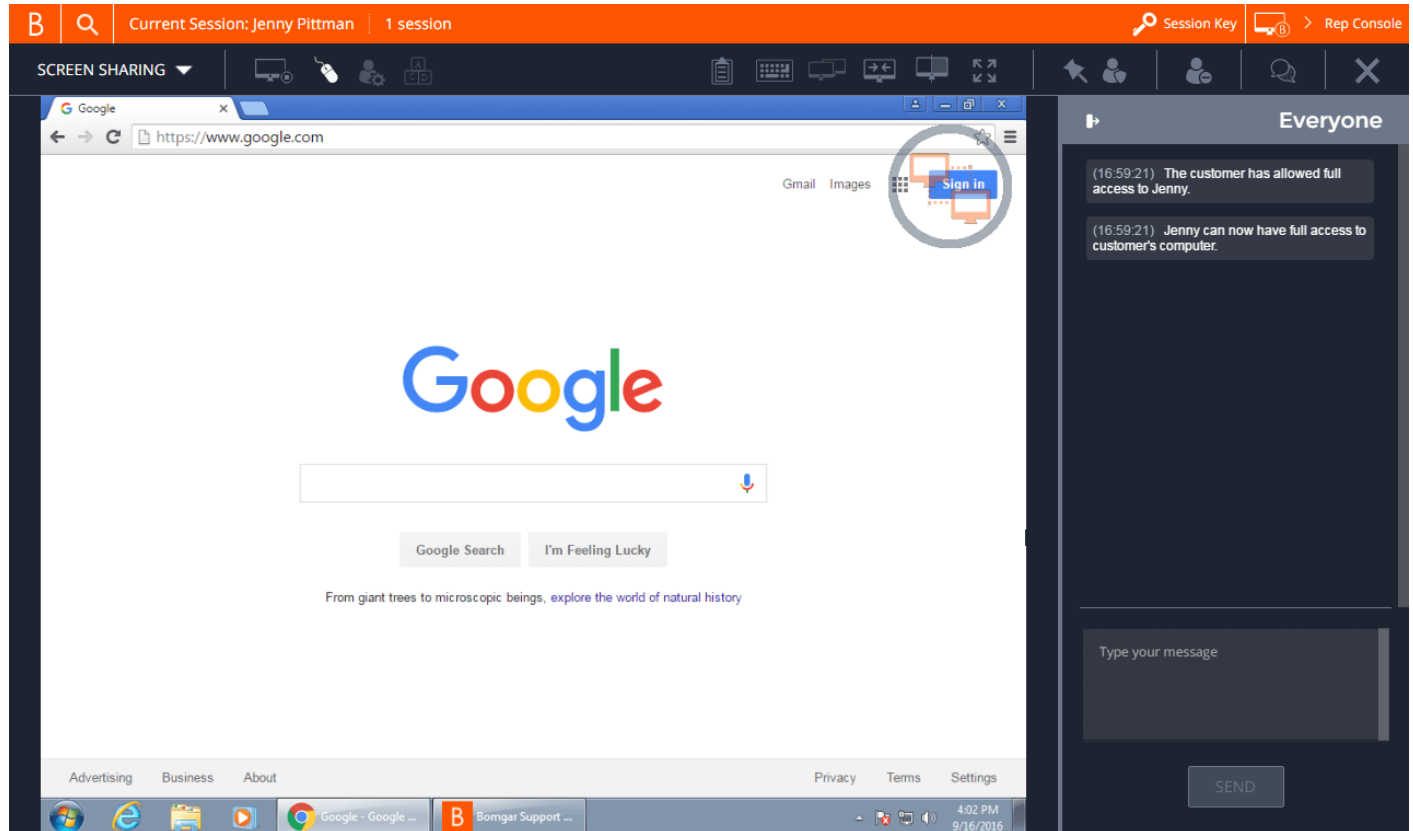 B Current Session: Jenny Pittman 1 session Session Key B > Rep Console
SCREEN SHARING
A
C D
G Google
https://www.google.com
Everyone
Gmail Images Sign in
(16:59:21) The customer has allowed full
access to Jenny.
(16:59:21) Jenny can now have full access to
customer's computer.
Google
Google Search I'm Feeling Lucky
From giant trees to microscopic beings, explore the world of natural history
Type your message
Advertising Business About Privacy Terms Settings
SEND
Google - Google ... B Bomgar Support ... 4:02 PM
9/16/2016